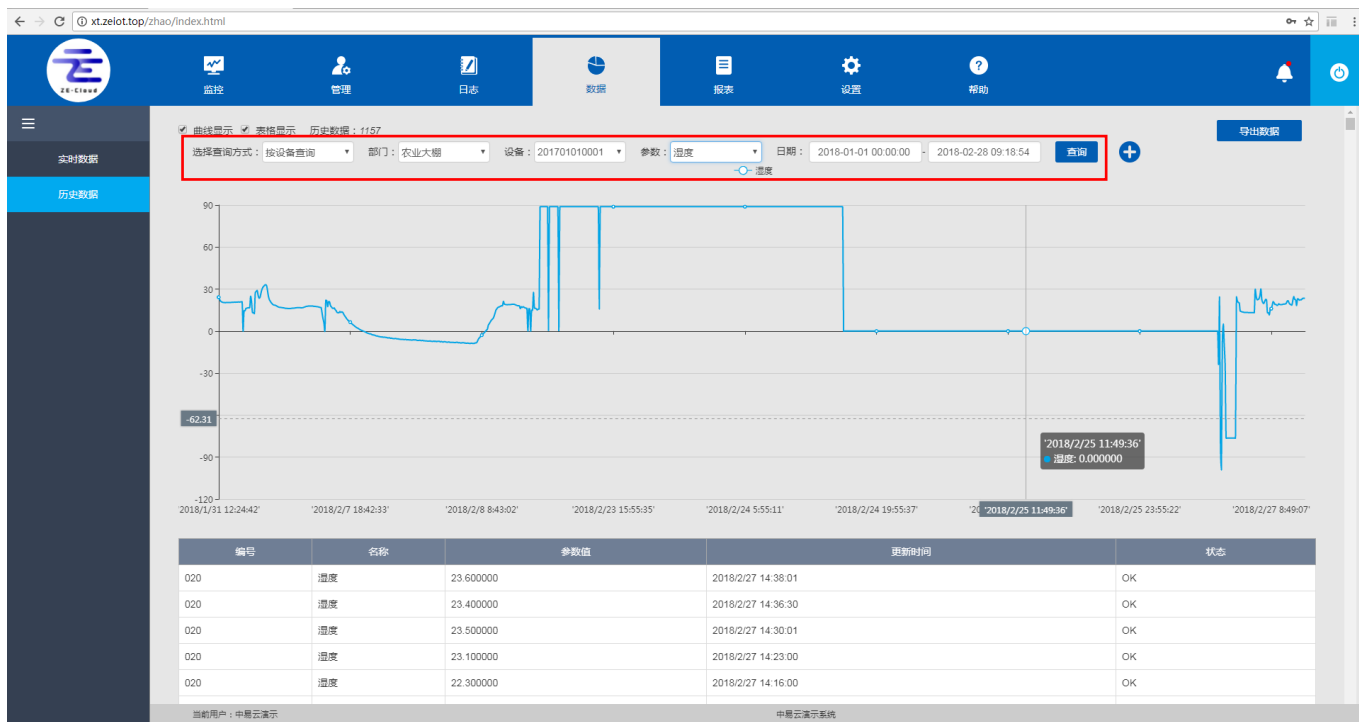 xt.zeiot.top/zhao/index.html
ZE-Cloud
监控 管理 日志 数据 报表 设置 帮助
实时数据
历史数据
曲线显示 表格显示 历史数据：1157 导出数据
选择查询方式：按设备查询 部门：农业大棚 设备：201701010001 参数：湿度 日期： 2018-01-01 00:00:00 - 2018-02-28 09:18:54 查询
湿度
90
60
30
0
-30
-62.31
-90
-120
'2018/2/25 11:49:36'
湿度: 0.000000
2018/1/31 12:24:42' '2018/2/7 18:42:33' '2018/2/8 8:43:02' '2018/2/23 15:55:35' '2018/2/24 5:55:11' '2018/2/24 19:55:37' '20 '2018/2/25 11:49:36' '2018/2/25 23:55:22' '2018/2/27 8:49:07'
编号 名称 参数值 更新时间 状态
020 湿度 23.600000 2018/2/27 14:38:01 OK
020 湿度 23.400000 2018/2/27 14:36:30 OK
020 湿度 23.500000 2018/2/27 14:30:01 OK
020 湿度 23.100000 2018/2/27 14:23:00 OK
020 湿度 22.300000 2018/2/27 14:16:00 OK
当前用户：中易云演示 中易云演示系统